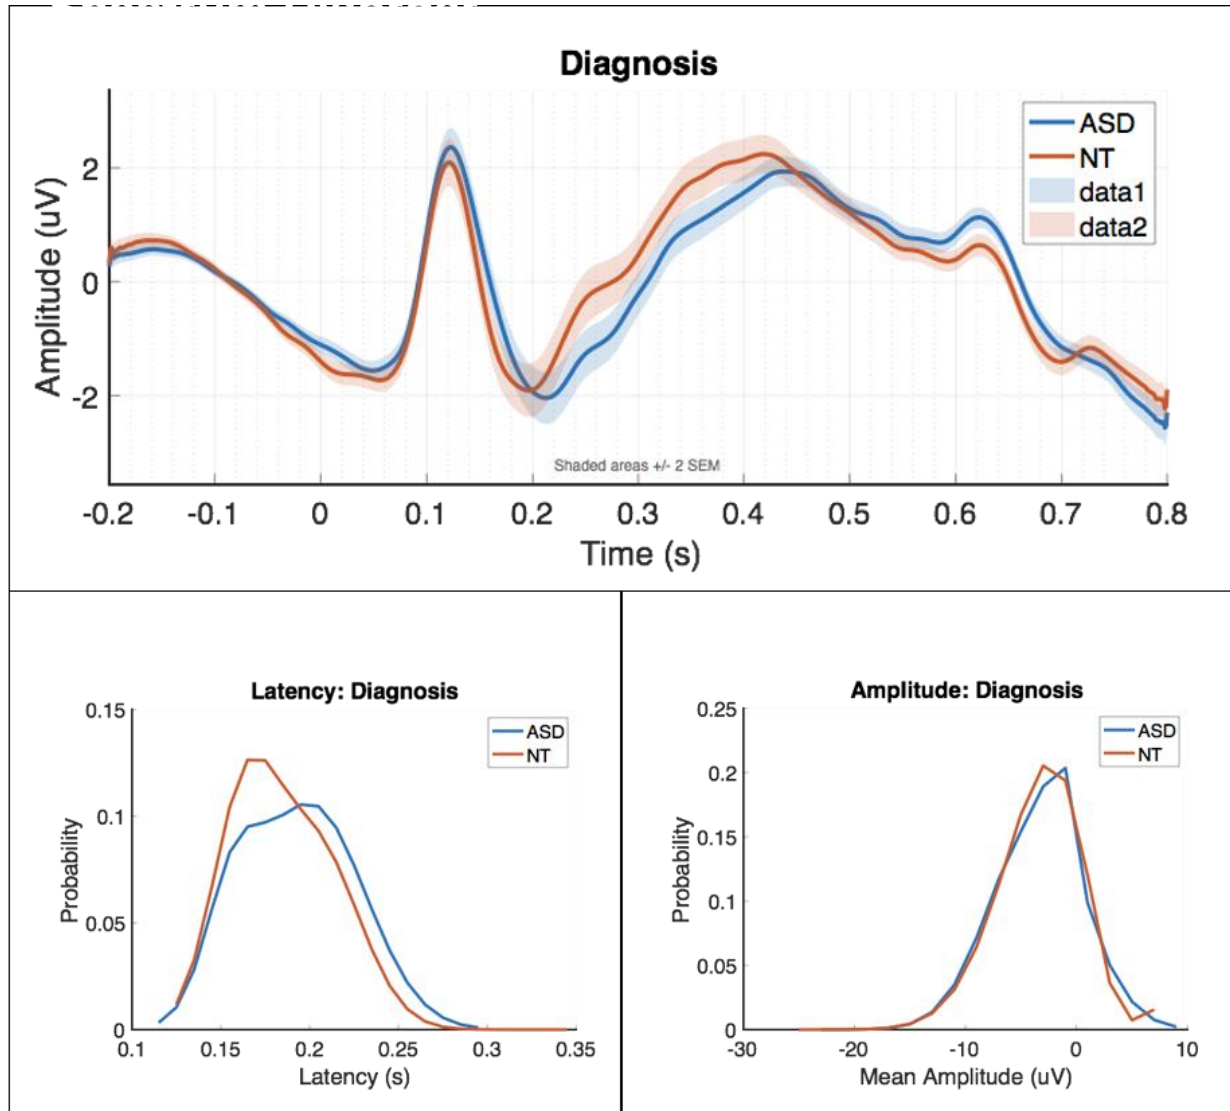 Diagnosis
ASD
NT
data1
data2
Amplitude (uV)
2
0
-2
Shaded areas +/- 2 SEM
-0.2 -0.1 0 0.1 0.2 0.3 0.4 0.5 0.6 0.7 0.8
Time (s)
Latency: Diagnosis
ASD
NT
Probability
0.15
0.1
0.05
0
0.1 0.15 0.2 0.25 0.3 0.35
Latency (s)
Amplitude: Diagnosis
ASD
NT
Probability
0.25
0.2
0.15
0.1
0.05
0
-30 -20 -10 0 10
Mean Amplitude (uV)